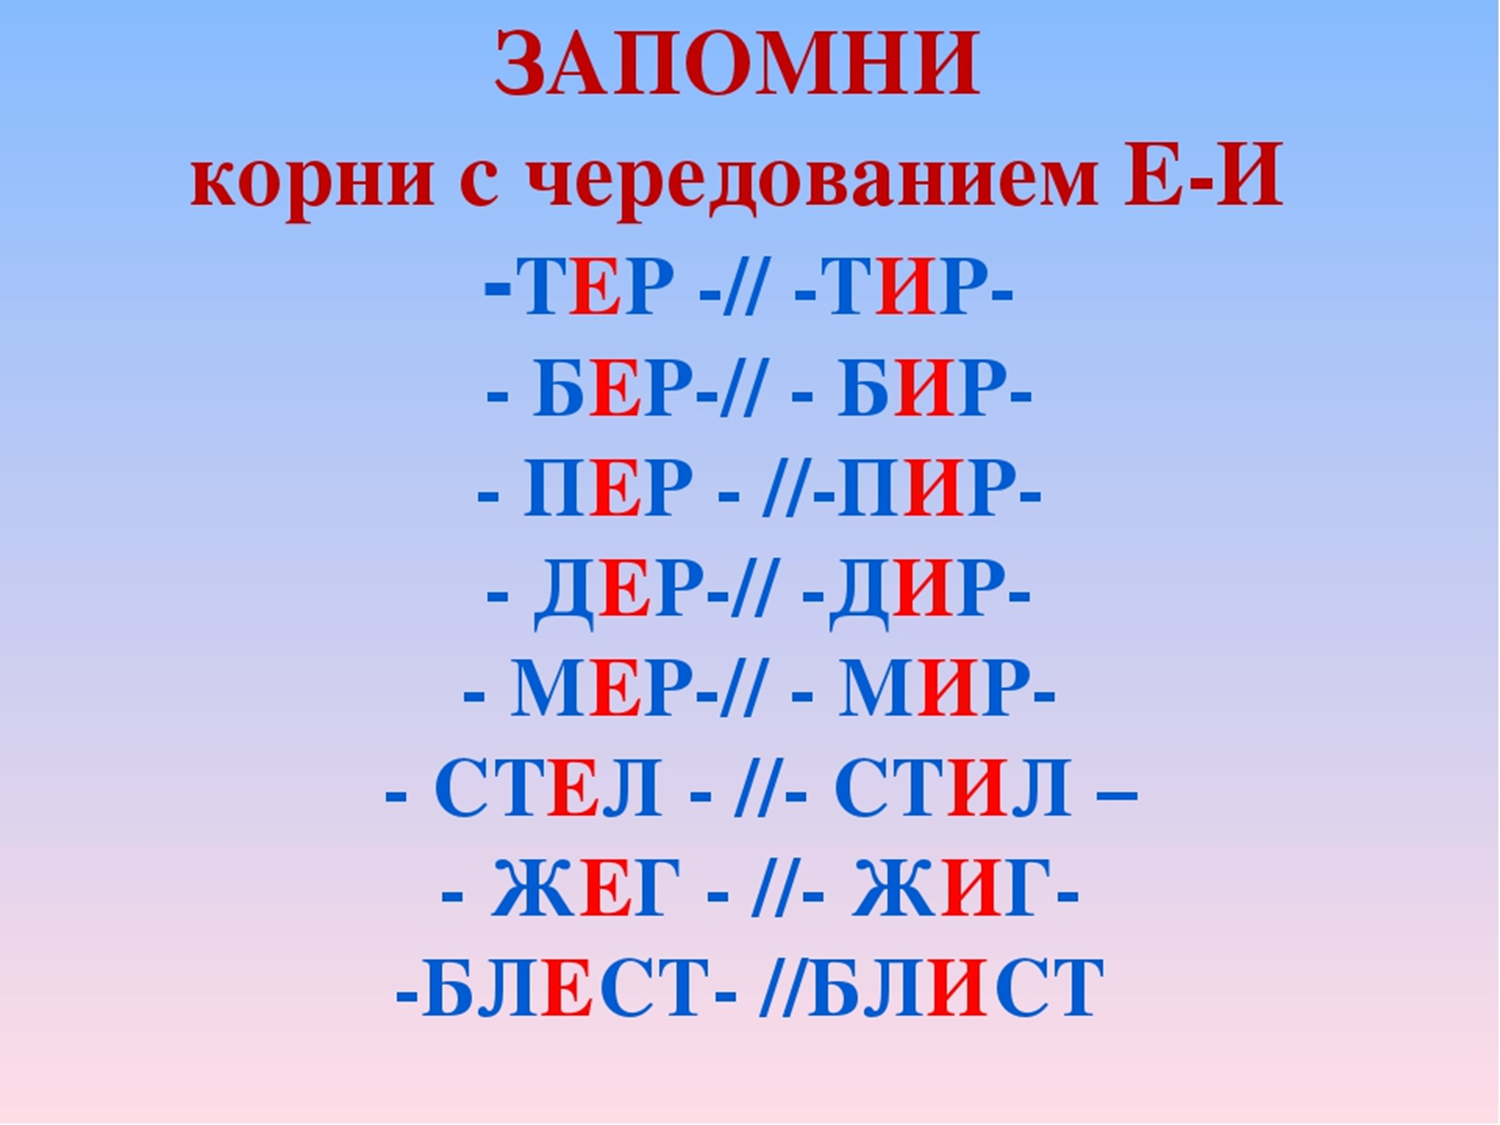 ЗАПОМНИ
корни с чередованием Е-И
-ТЕР -// -ТИР-
- БЕР-// - БИР-
- ПЕР - //-ПИР-
- ДЕР-// -ДИР-
- МЕР-// - МИР-
- СТЕЛ - //- СТИЛ –
- ЖЕГ - //- ЖИГ-
-БЛЕСТ- //БЛИСТ